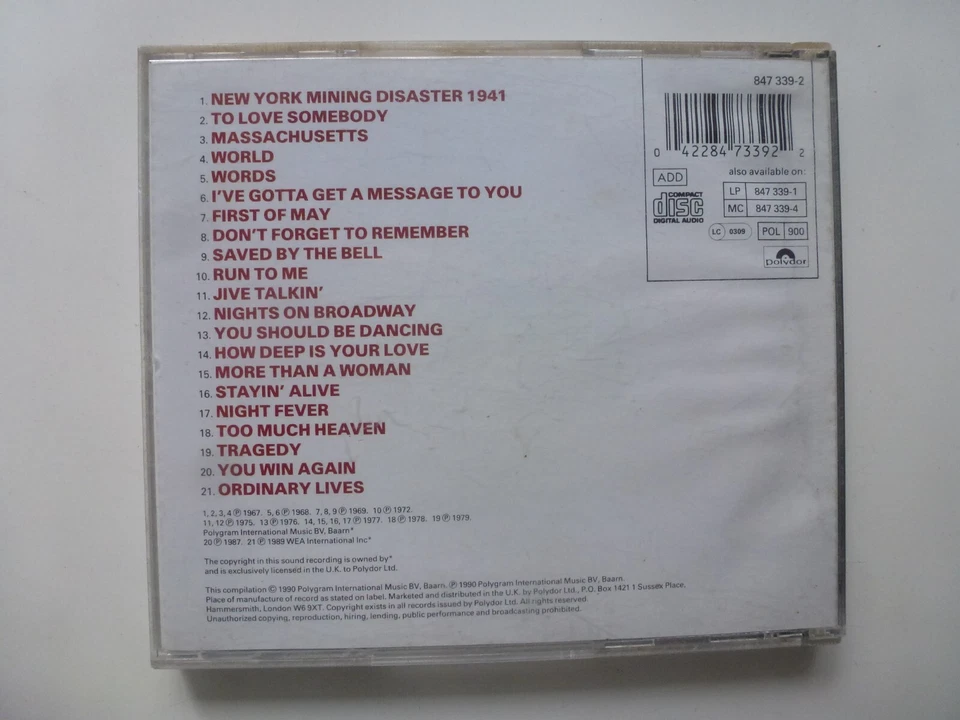 847 339-2
0 42284 73392 2
also available on:
ADD
LP 847 339-1
MC 847 339-4
COMPACT
disc
DIGITAL AUDIO
LC 0309
POL 900
Polydor
1. NEW YORK MINING DISASTER 1941
2. TO LOVE SOMEBODY
3. MASSACHUSETTS
4. WORLD
5. WORDS
6. I'VE GOTTA GET A MESSAGE TO YOU
7. FIRST OF MAY
8. DON'T FORGET TO REMEMBER
9. SAVED BY THE BELL
10. RUN TO ME
11. JIVE TALKIN'
12. NIGHTS ON BROADWAY
13. YOU SHOULD BE DANCING
14. HOW DEEP IS YOUR LOVE
15. MORE THAN A WOMAN
16. STAYIN' ALIVE
17. NIGHT FEVER
18. TOO MUCH HEAVEN
19. TRAGEDY
20. YOU WIN AGAIN
21. ORDINARY LIVES
1, 2, 3, 4 ℗ 1967. 5, 6 ℗ 1968. 7, 8, 9 ℗ 1969. 10 ℗ 1972.
11, 12 ℗ 1975. 13 ℗ 1976. 14, 15, 16, 17 ℗ 1977. 18 ℗ 1978. 19 ℗ 1979.
Polygram International Music BV, Baarn*
20 ℗ 1987. 21 ℗ 1989 WEA International Inc*
The copyright in this sound recording is owned by*
and is exclusively licensed in the U.K. to Polydor Ltd.
This compilation © 1990 Polygram International Music BV, Baarn. ℗ 1990 Polygram International Music BV, Baarn.
Place of manufacture of record as stated on label. Marketed and distributed in the U.K. by Polydor Ltd., P.O. Box 1421 1 Sussex Place,
Hammersmith, London W6 9XT. Copyright exists in all records issued by Polydor Ltd. All rights reserved.
Unauthorized copying, reproduction, hiring, lending, public performance and broadcasting prohibited.